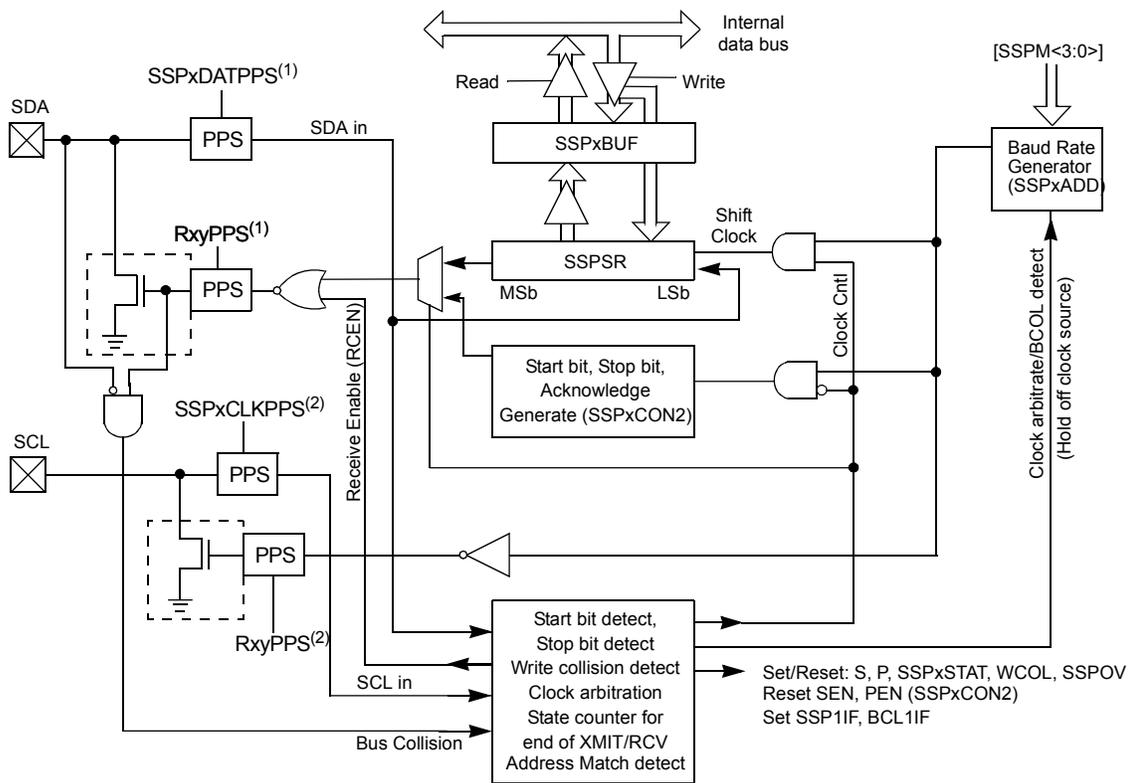 Internal
data bus
[SSPM<3:0>]
Read
Write
SSPxDATPPS(1)
SDA
PPS
SDA in
SSPxBUF
Baud Rate
Generator
(SSPxADD)
Shift
Clock
RxyPPS(1)
PPS
SSPSR
MSb
LSb
Clock Cntl
Receive Enable (RCEN)
Clock arbitrate/BCOL detect
(Hold off clock source)
Start bit, Stop bit,
Acknowledge
Generate (SSPxCON2)
SSPxCLKPPS(2)
SCL
PPS
PPS
RxyPPS(2)
SCL in
Bus Collision
Start bit detect,
Stop bit detect
Write collision detect
Clock arbitration
State counter for
end of XMIT/RCV
Address Match detect
Set/Reset: S, P, SSPxSTAT, WCOL, SSPOV
Reset SEN, PEN (SSPxCON2)
Set SSP1IF, BCL1IF